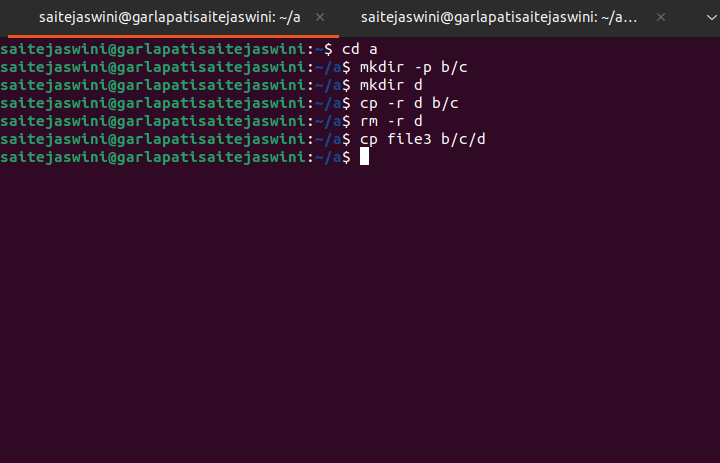 saitejaswini@garlapatisaitejaswini: ~/a × saitejaswini@garlapatisaitejaswini: ~/a... ×
saitejaswini@garlapatisaitejaswini:~$ cd a
saitejaswini@garlapatisaitejaswini:~/a$ mkdir -p b/c
saitejaswini@garlapatisaitejaswini:~/a$ mkdir d
saitejaswini@garlapatisaitejaswini:~/a$ cp -r d b/c
saitejaswini@garlapatisaitejaswini:~/a$ rm -r d
saitejaswini@garlapatisaitejaswini:~/a$ cp file3 b/c/d
saitejaswini@garlapatisaitejaswini:~/a$